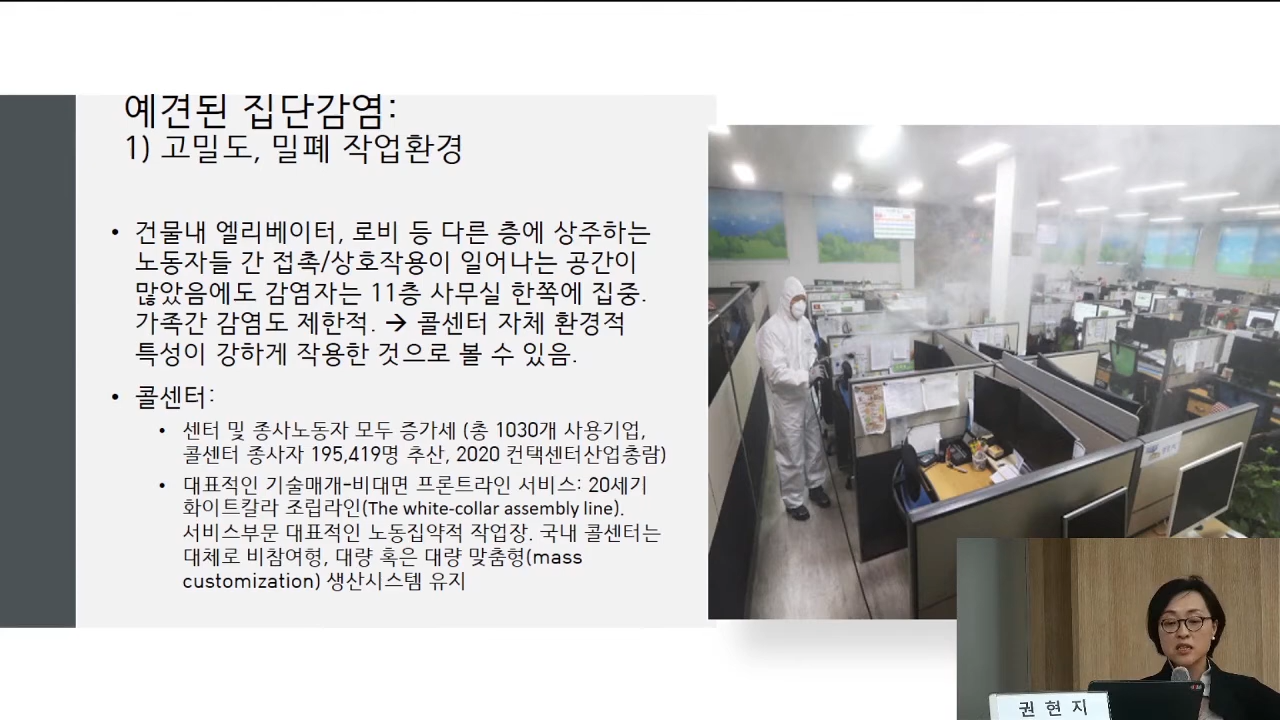 예견된 집단감염:
1) 고밀도, 밀폐 작업환경
• 건물내 엘리베이터, 로비 등 다른 층에 상주하는
노동자들 간 접촉/상호작용이 일어나는 공간이
많았음에도 감염자는 11층 사무실 한쪽에 집중.
가족간 감염도 제한적. → 콜센터 자체 환경적
특성이 강하게 작용한 것으로 볼 수 있음.
• 콜센터:
• 센터 및 종사노동자 모두 증가세 (총 1030개 사용기업,
콜센터 종사자 195,419명 추산, 2020 컨택센터산업총람)
• 대표적인 기술매개-비대면 프론트라인 서비스: 20세기
화이트칼라 조립라인(The white-collar assembly line).
서비스부문 대표적인 노동집약적 작업장. 국내 콜센터는
대체로 비참여형, 대량 혹은 대량 맞춤형(mass
customization) 생산시스템 유지
권현지